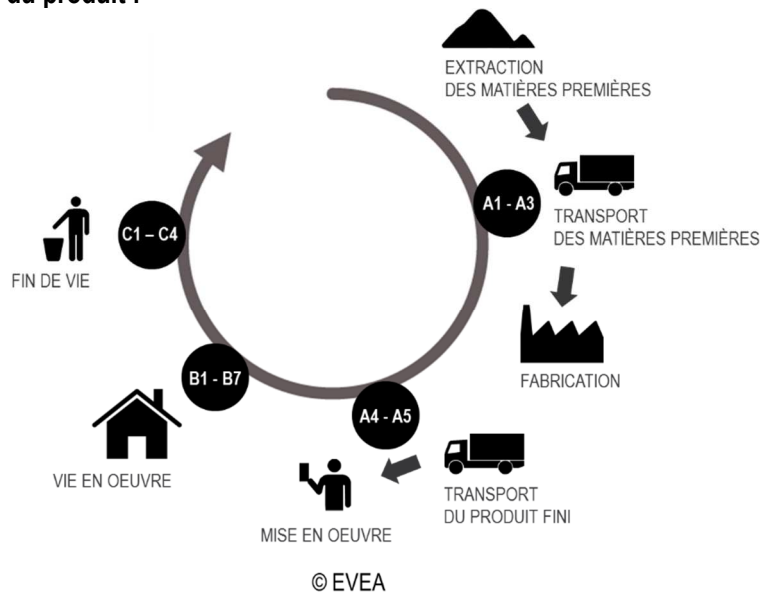 du produit :
EXTRACTION
DES MATIÈRES PREMIÈRES
A1 - A3
TRANSPORT
DES MATIÈRES PREMIÈRES
C1 – C4
FIN DE VIE
FABRICATION
B1 - B7
A4 - A5
VIE EN OEUVRE
TRANSPORT
DU PRODUIT FINI
MISE EN OEUVRE
© EVEA